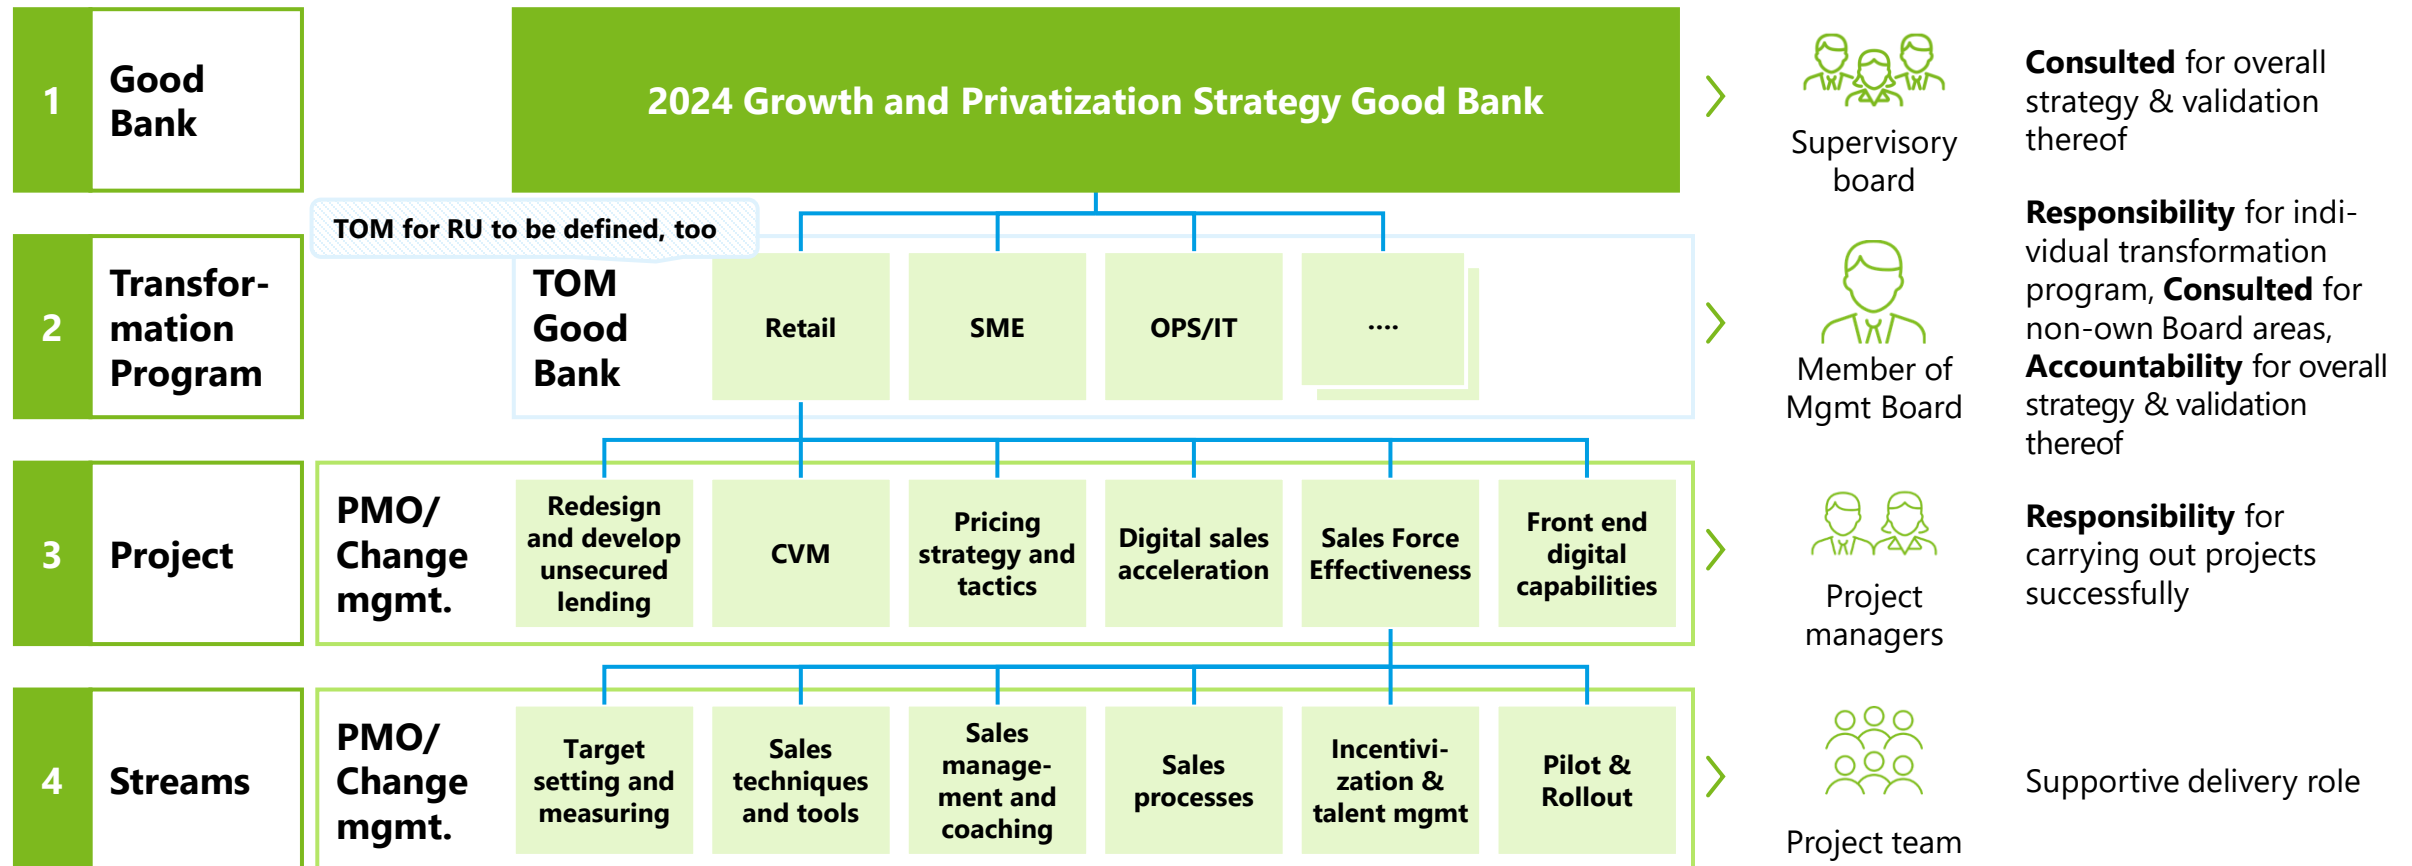 1
Good
Bank
2024 Growth and Privatization Strategy Good Bank
Supervisory
board
Consulted for overall
strategy & validation
thereof
TOM for RU to be defined, too
2
Transfor-
mation
Program
TOM
Good
Bank
Retail
SME
OPS/IT
....
Member of
Mgmt Board
Responsibility for indi-
vidual transformation
program, Consulted for
non-own Board areas,
Accountability for overall
strategy & validation
thereof
3
Project
PMO/
Change
mgmt.
Redesign
and develop
unsecured
lending
CVM
Pricing
strategy and
tactics
Digital sales
acceleration
Sales Force
Effectiveness
Front end
digital
capabilities
Project
managers
Responsibility for
carrying out projects
successfully
4
Streams
PMO/
Change
mgmt.
Target
setting and
measuring
Sales
techniques
and tools
Sales
manage-
ment and
coaching
Sales
processes
Incentivi-
zation &
talent mgmt
Pilot &
Rollout
Project team
Supportive delivery role